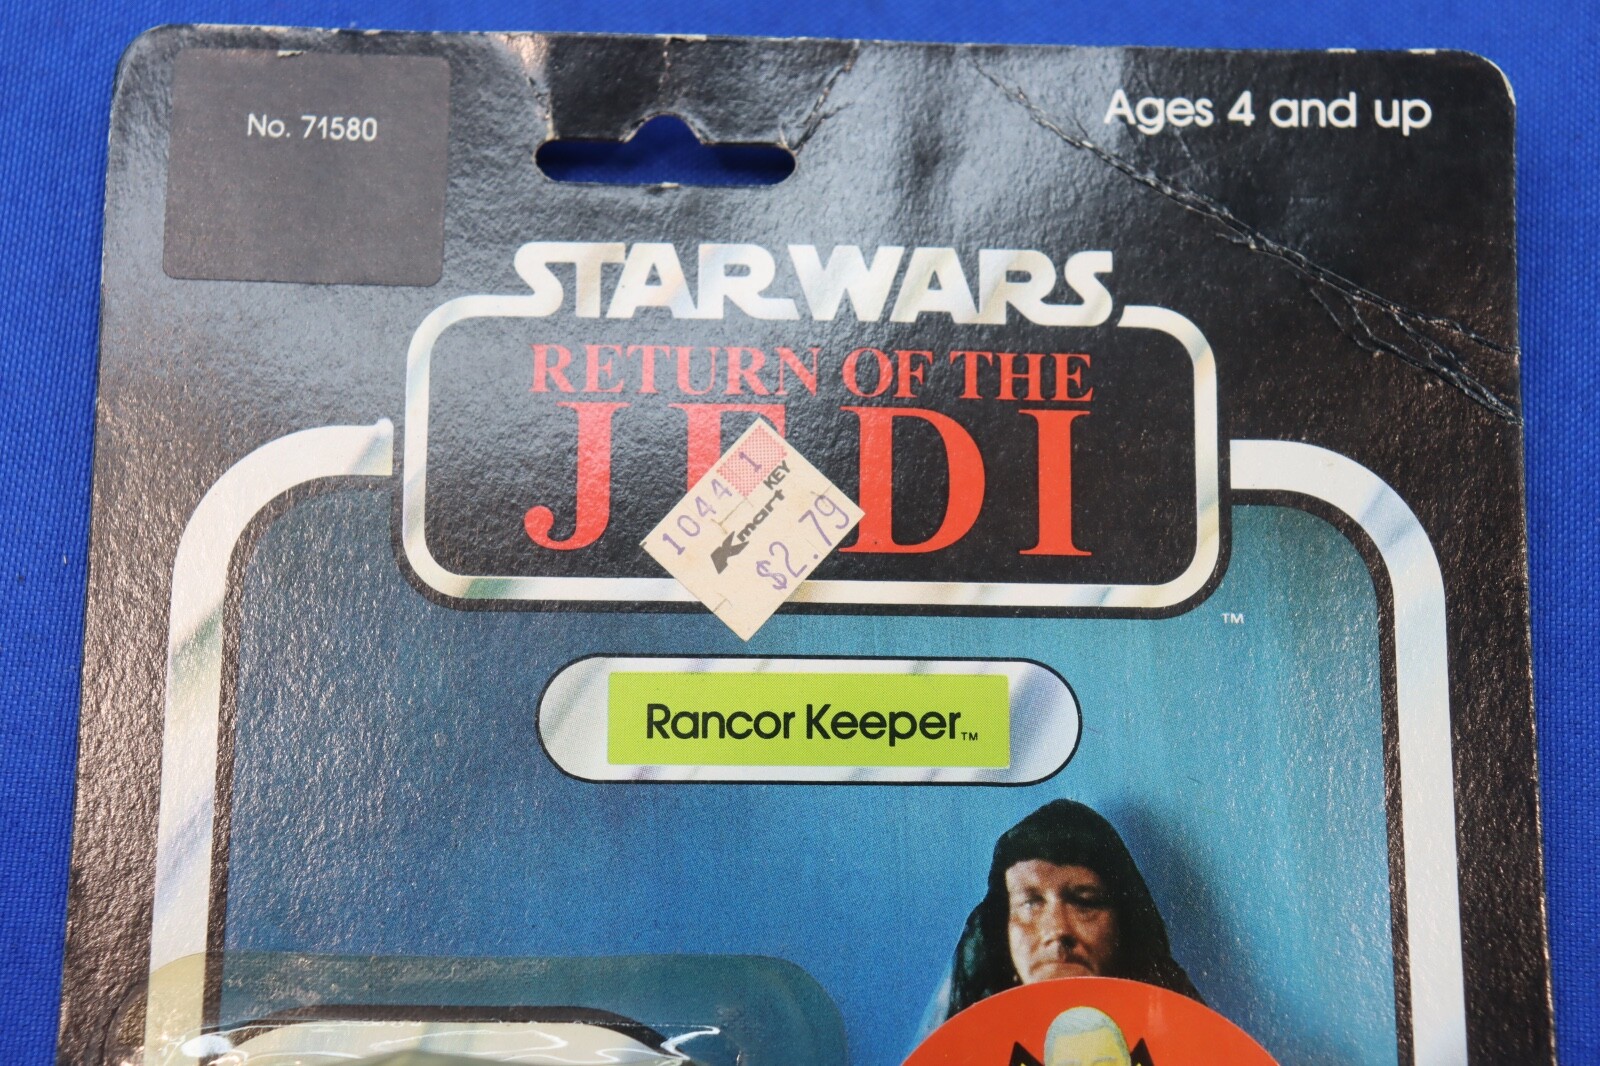 No. 71580
Ages 4 and up
STAR WARS
RETURN OF THE
JEDI
1044 1
KEY
Kmart
$2.79
TM
Rancor Keeper TM